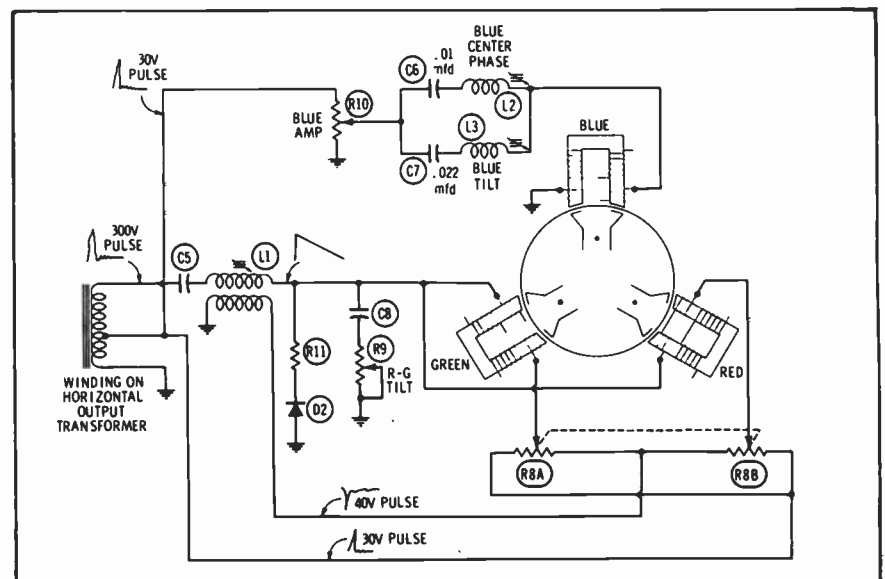 30V
PULSE
BLUE
AMP
R10
C6
.01
mfd
BLUE
CENTER
PHASE
L2
L3
C7
.022
mfd
BLUE
TILT
BLUE
300V
PULSE
C5
L1
C8
R11
R9
R-G
TILT
D2
WINDING ON
HORIZONTAL
OUTPUT
TRANSFORMER
GREEN
RED
R8A
R8B
40V PULSE
30V PULSE